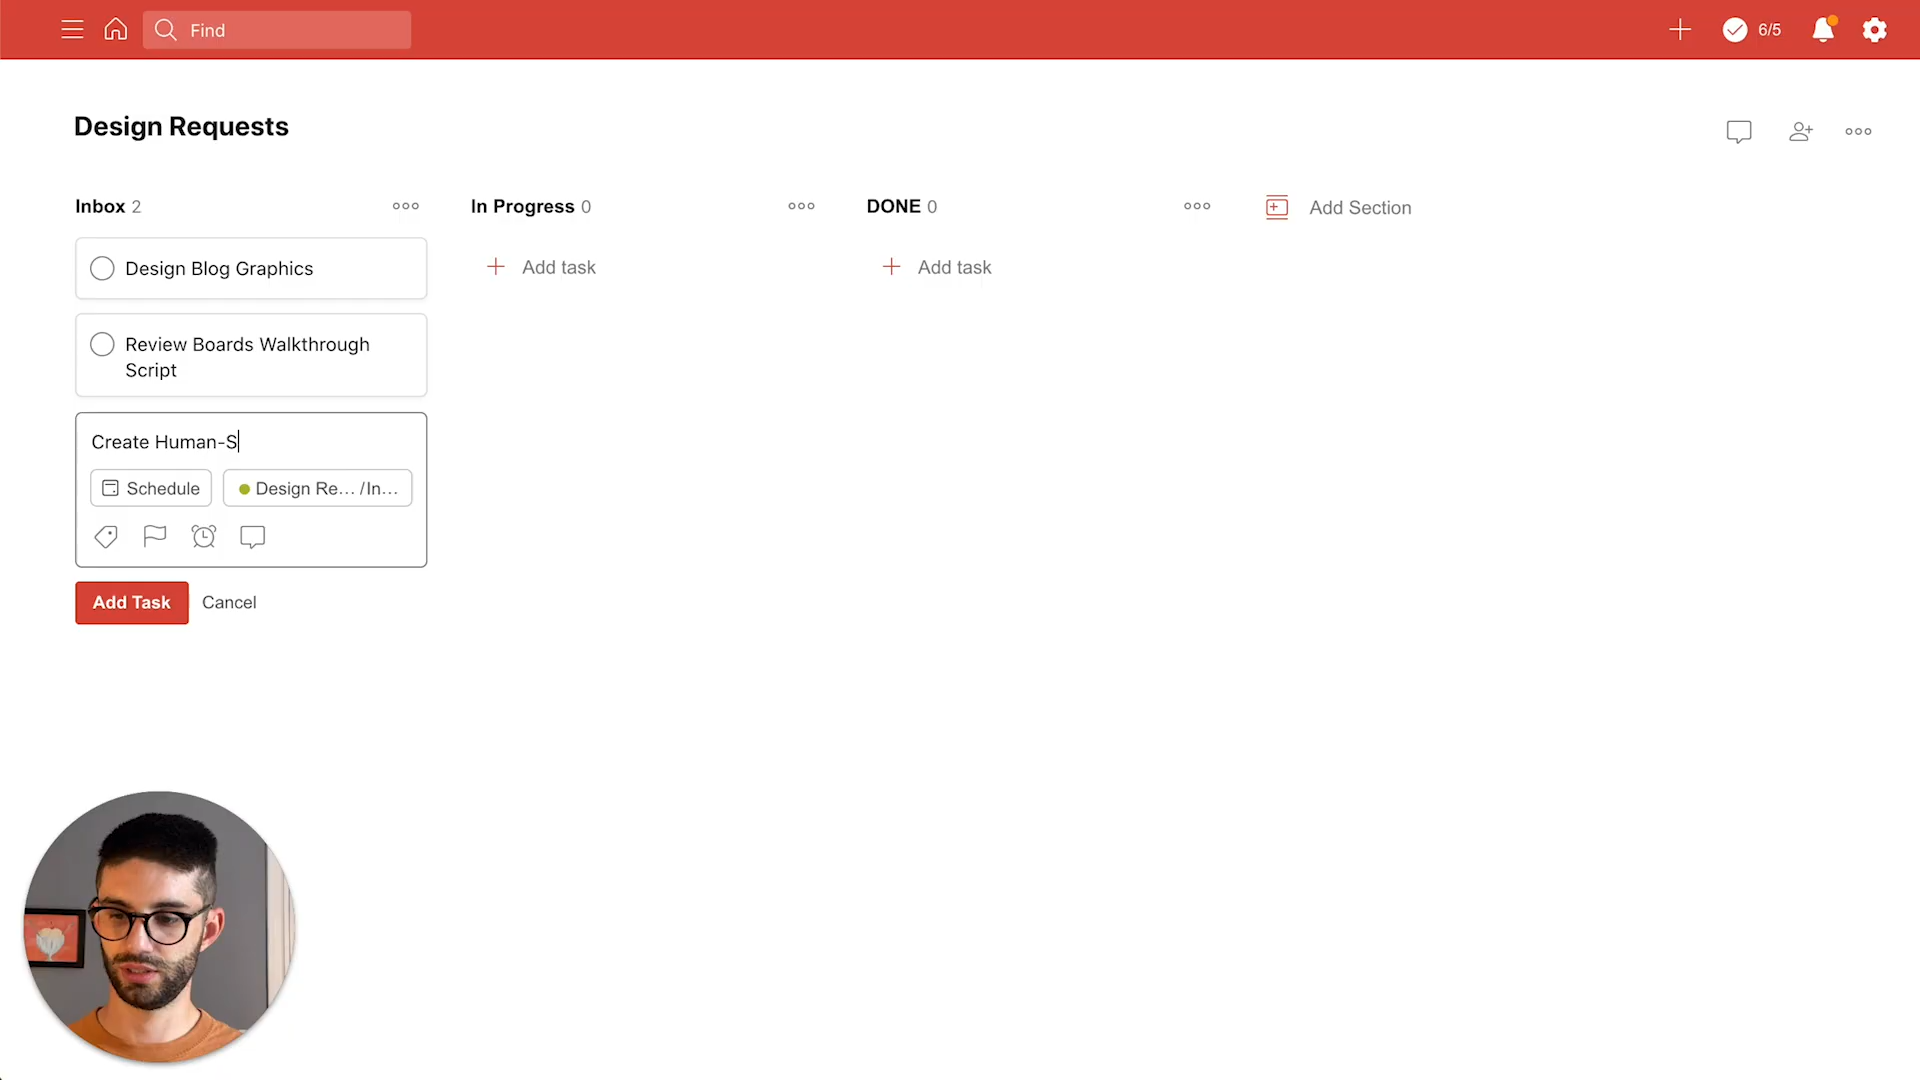 Find
6/5
Design Requests
Inbox 2
In Progress 0
DONE 0
Add Section
Design Blog Graphics
Add task
Add task
Review Boards Walkthrough
Script
Create Human-S
Schedule
Design Re... /In...
Add Task
Cancel